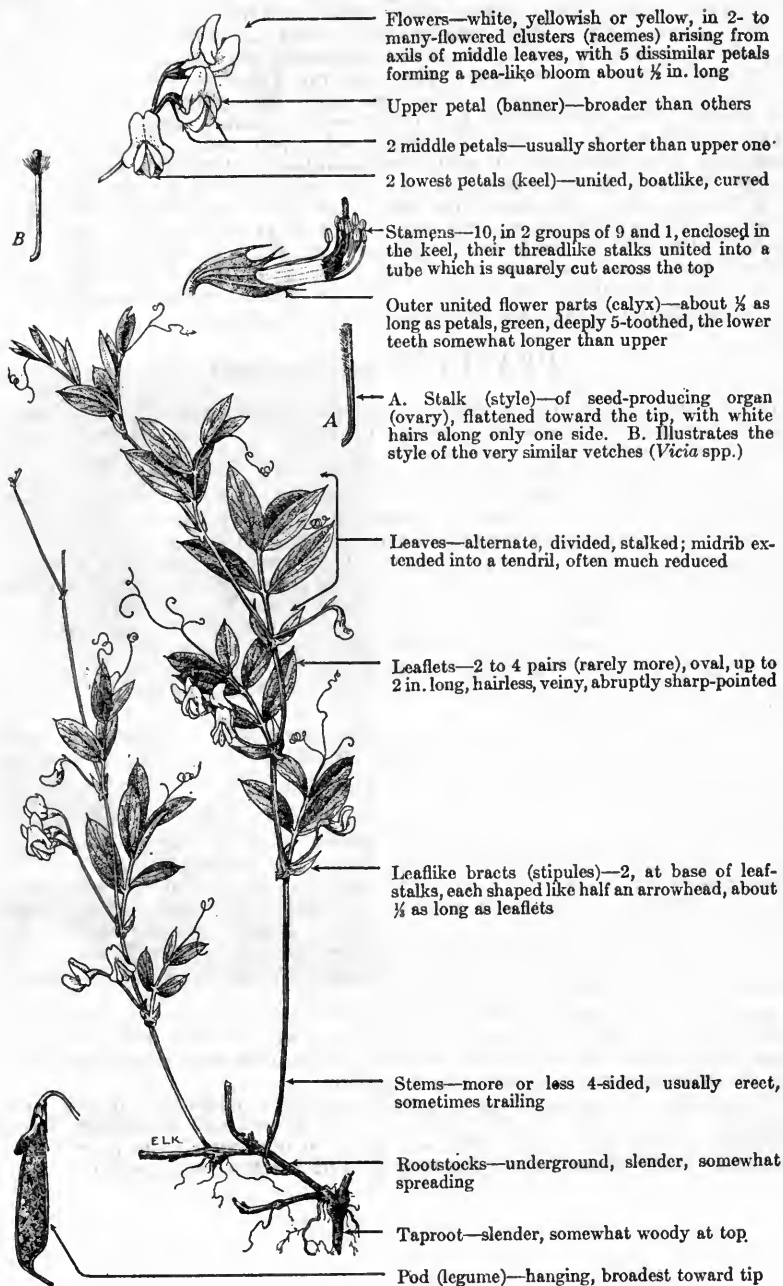 Flowers—white, yellowish or yellow, in 2- to
many-flowered clusters (racemes) arising from
axils of middle leaves, with 5 dissimilar petals
forming a pea-like bloom about ½ in. long
Upper petal (banner)—broader than others
2 middle petals—usually shorter than upper one
2 lowest petals (keel)—united, boatlike, curved
B
Stamens—10, in 2 groups of 9 and 1, enclosed in
the keel, their threadlike stalks united into a
tube which is squarely cut across the top
Outer united flower parts (calyx)—about ⅓ as
long as petals, green, deeply 5-toothed, the lower
teeth somewhat longer than upper
A
A. Stalk (style)—of seed-producing organ
(ovary), flattened toward the tip, with white
hairs along only one side. B. Illustrates the
style of the very similar vetches (Vicia spp.)
Leaves—alternate, divided, stalked; midrib ex-
tended into a tendril, often much reduced
Leaflets—2 to 4 pairs (rarely more), oval, up to
2 in. long, hairless, veiny, abruptly sharp-pointed
Leaflike bracts (stipules)—2, at base of leaf-
stalks, each shaped like half an arrowhead, about
⅓ as long as leaflets
Stems—more or less 4-sided, usually erect,
sometimes trailing
E.L.K.
Rootstocks—underground, slender, somewhat
spreading
Taproot—slender, somewhat woody at top
Pod (legume)—hanging, broadest toward tip